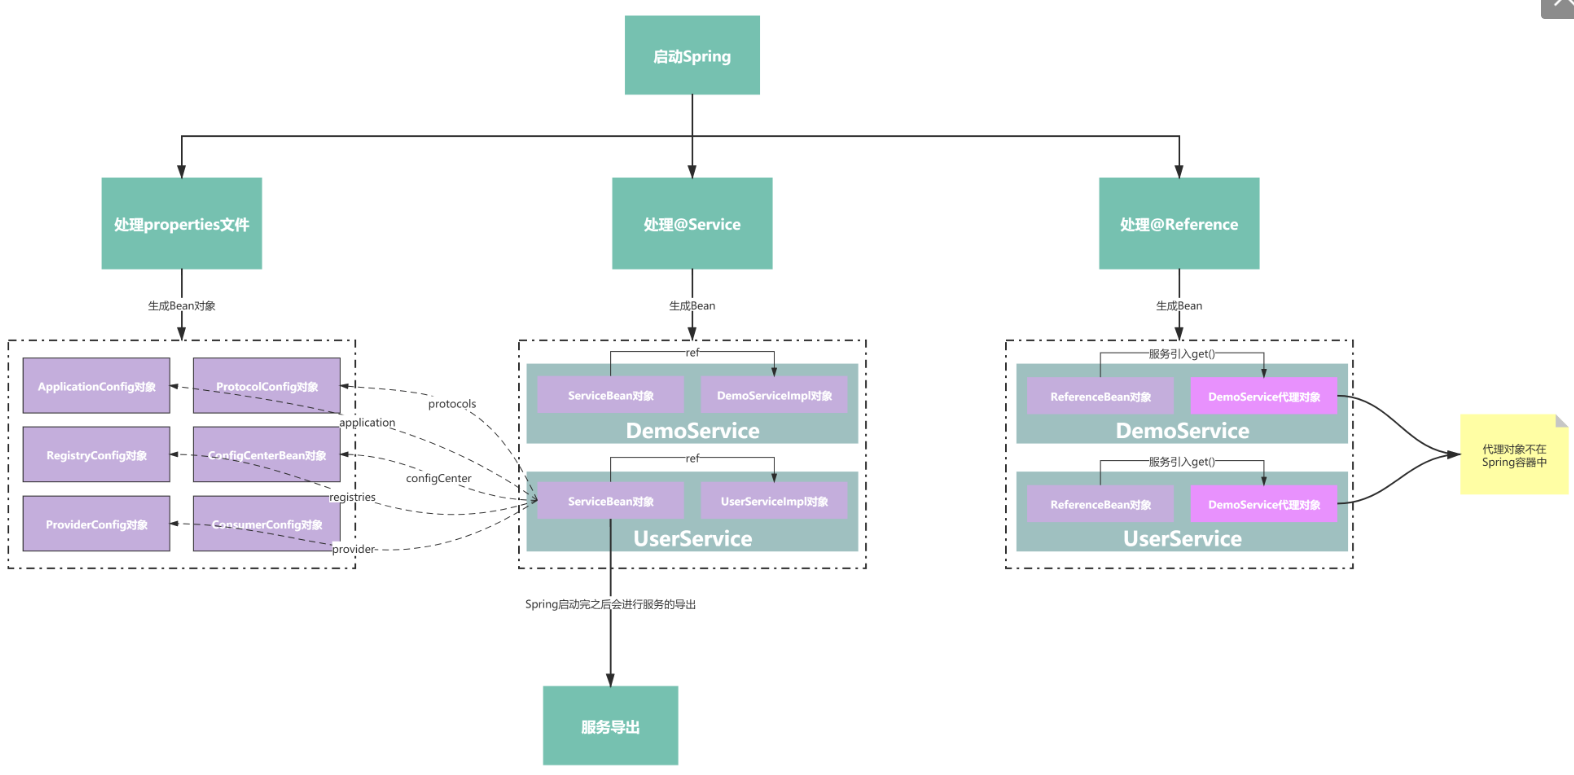 启动Spring
处理properties文件
处理@Service
处理@Reference
生成Bean对象
生成Bean
生成Bean
ApplicationConfig对象
ProtocolConfig对象
RegistryConfig对象
ConfigCenterBean对象
ProviderConfig对象
ConsumerConfig对象
protocols
application
configCenter
registries
provider
ref
ServiceBean对象
DemoServiceImpl对象
DemoService
ref
ServiceBean对象
UserServiceImpl对象
UserService
服务引入get()
ReferenceBean对象
DemoService代理对象
DemoService
服务引入get()
ReferenceBean对象
DemoService代理对象
UserService
代理对象不在
Spring容器中
Spring启动完之后会进行服务的导出
服务导出